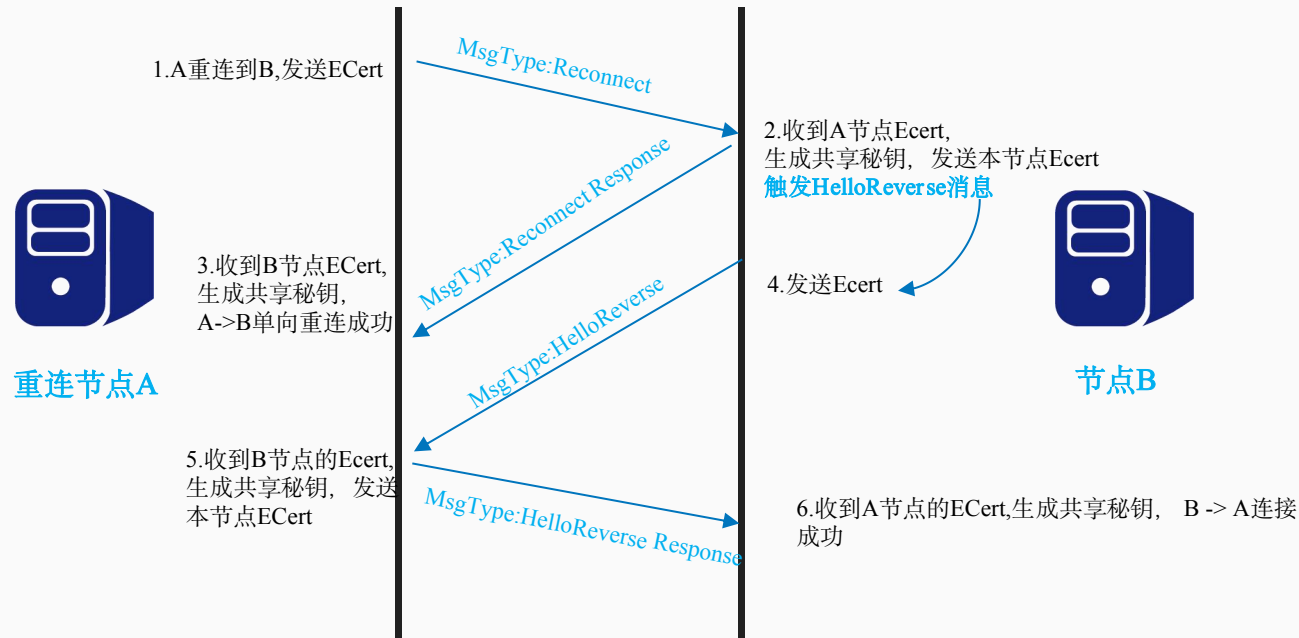 1.A重连到B,发送ECert
MsgType:Reconnect
2.收到A节点Ecert,
生成共享秘钥，发送本节点Ecert
触发HelloReverse消息
MsgType:Reconnect Response
3.收到B节点ECert,
生成共享秘钥，
A->B单向重连成功
4.发送Ecert
MsgType:HelloReverse
重连节点A
节点B
5.收到B节点的Ecert,
生成共享秘钥，发送
本节点ECert
MsgType:HelloReverse Response
6.收到A节点的ECert,生成共享秘钥， B -> A连接
成功